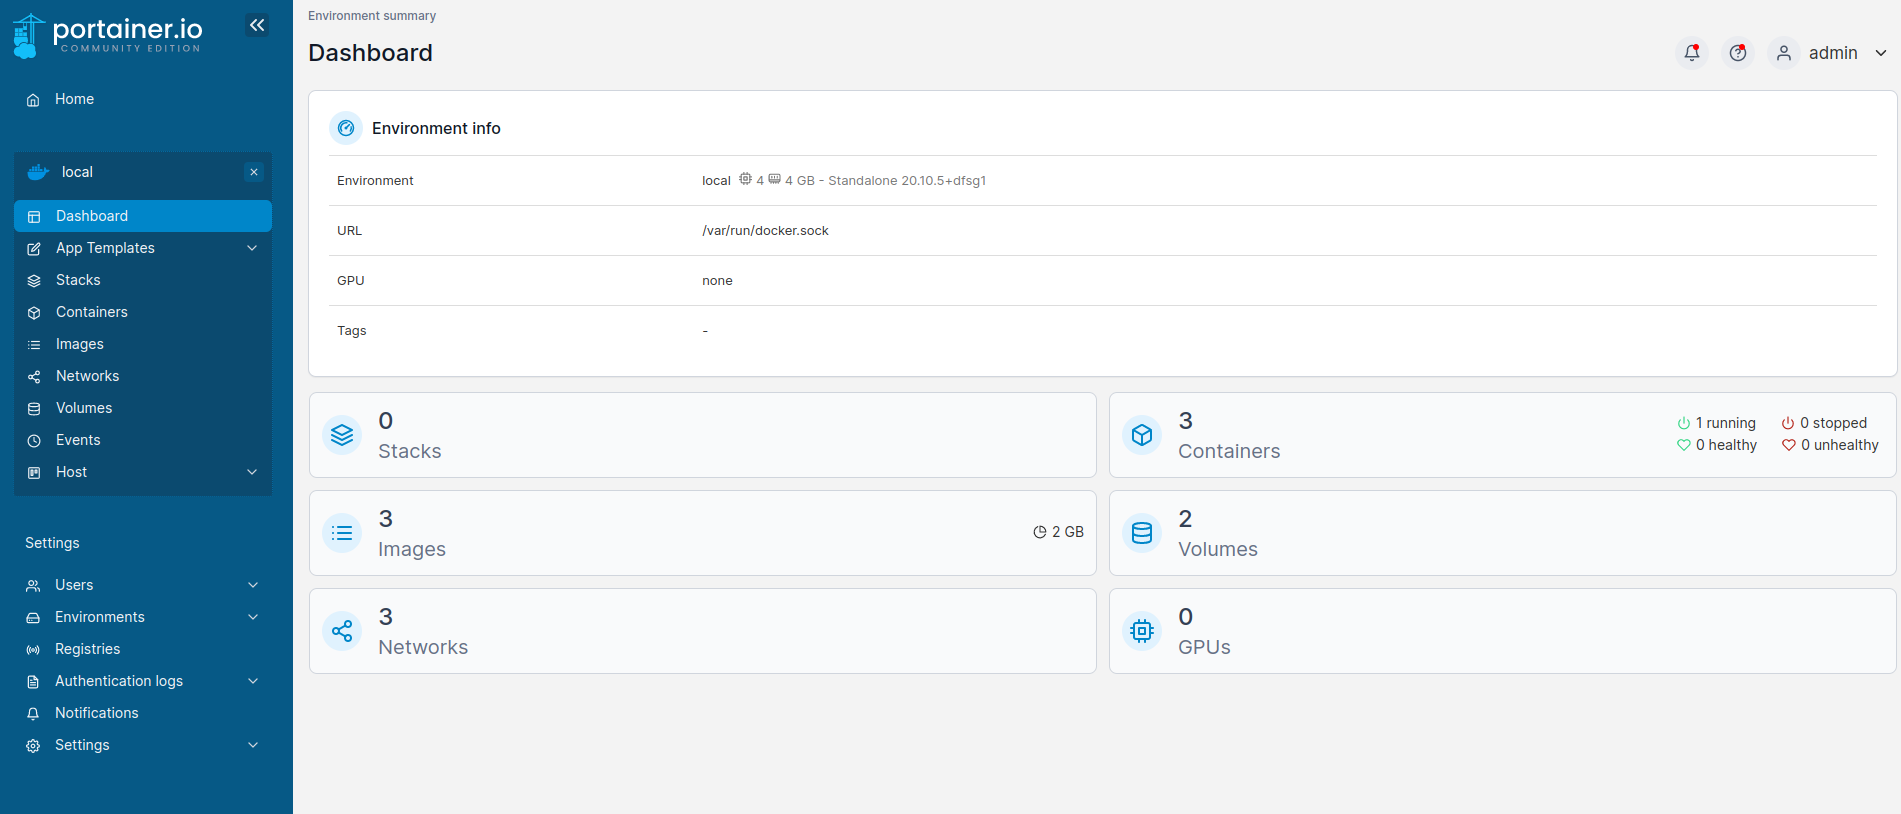 portainer.io
COMMUNITY EDITION
Home
local
Dashboard
App Templates
Stacks
Containers
Images
Networks
Volumes
Events
Host
Settings
Users
Environments
Registries
Authentication logs
Notifications
Settings
Environment summary
Dashboard
admin
Environment info
Environment local 4 4 GB - Standalone 20.10.5+dfsg1
URL /var/run/docker.sock
GPU none
Tags -
0
Stacks
3
Containers
1 running 0 stopped
0 healthy 0 unhealthy
3
Images
2 GB
2
Volumes
3
Networks
0
GPUs